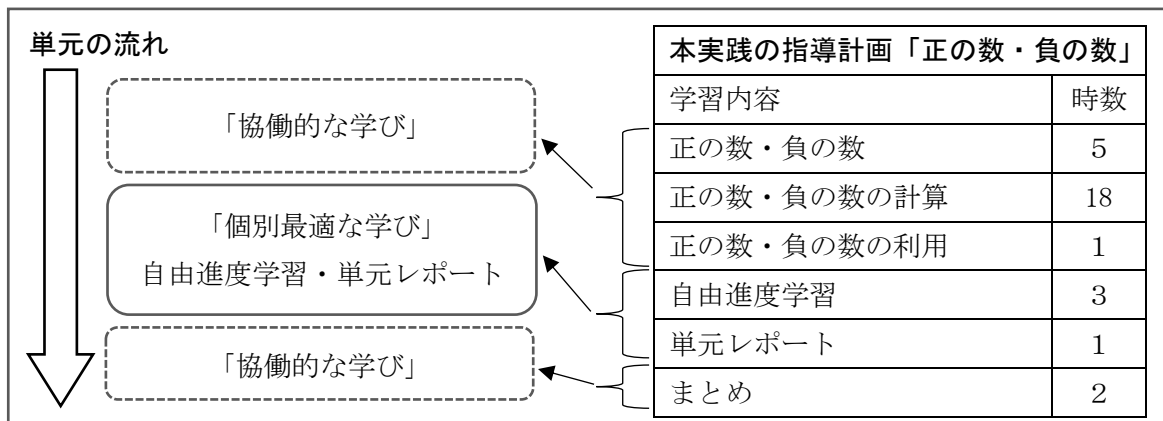 単元の流れ
「協働的な学び」
「個別最適な学び」
自由進度学習・単元レポート
「協働的な学び」
本実践の指導計画「正の数・負の数」
学習内容 時数
正の数・負の数 5
正の数・負の数の計算 18
正の数・負の数の利用 1
自由進度学習 3
単元レポート 1
まとめ 2